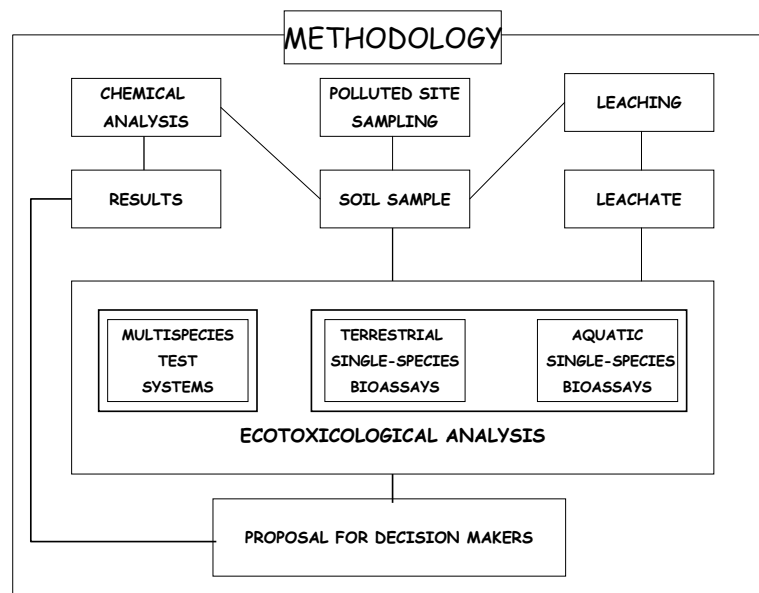 METHODOLOGY
CHEMICAL
ANALYSIS
POLLUTED SITE
SAMPLING
LEACHING
RESULTS
SOIL SAMPLE
LEACHATE
MULTISPECIES
TEST
SYSTEMS
TERRESTRIAL
SINGLE-SPECIES
BIOASSAYS
AQUATIC
SINGLE-SPECIES
BIOASSAYS
ECOTOXICOLOGICAL ANALYSIS
PROPOSAL FOR DECISION MAKERS